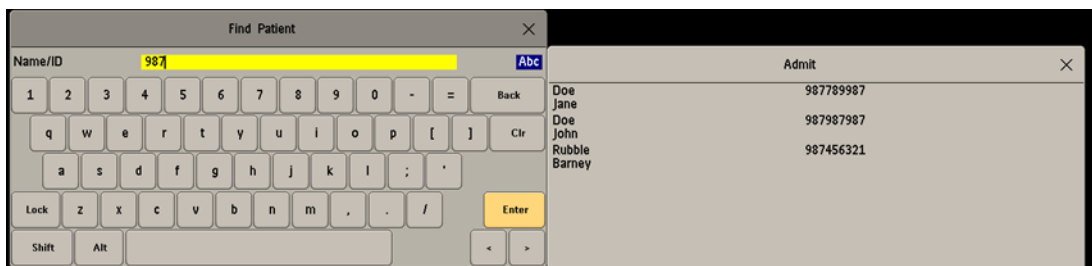 Find Patient ×
Name/ID 987 Abc
1 2 3 4 5 6 7 8 9 0 - = Back
q w e r t y u i o p [ ] Clr
a s d f g h j k l ; '
Lock z x c v b n m , . / Enter
Shift Alt < >
Admit ×
Doe 987789987
Jane
Doe 987987987
John
Rubble 987456321
Barney